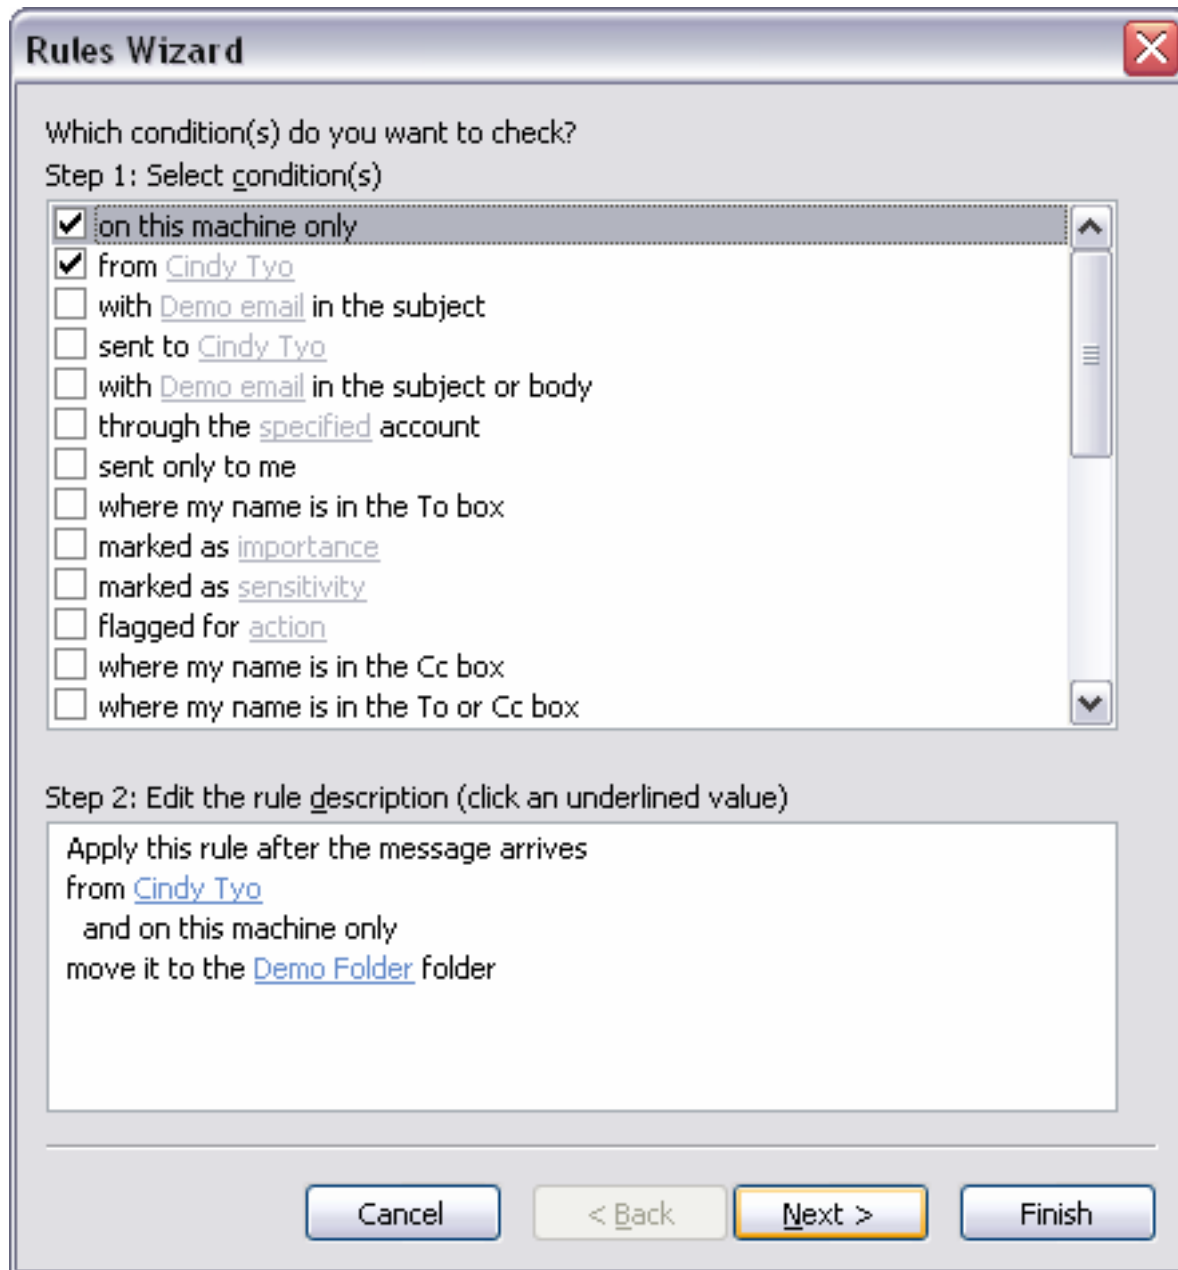 Rules Wizard
Which condition(s) do you want to check?
Step 1: Select condition(s)
on this machine only
from Cindy Tyo
with Demo email in the subject
sent to Cindy Tyo
with Demo email in the subject or body
through the specified account
sent only to me
where my name is in the To box
marked as importance
marked as sensitivity
flagged for action
where my name is in the Cc box
where my name is in the To or Cc box
Step 2: Edit the rule description (click an underlined value)
Apply this rule after the message arrives
from Cindy Tyo
and on this machine only
move it to the Demo Folder folder
Cancel < Back Next > Finish